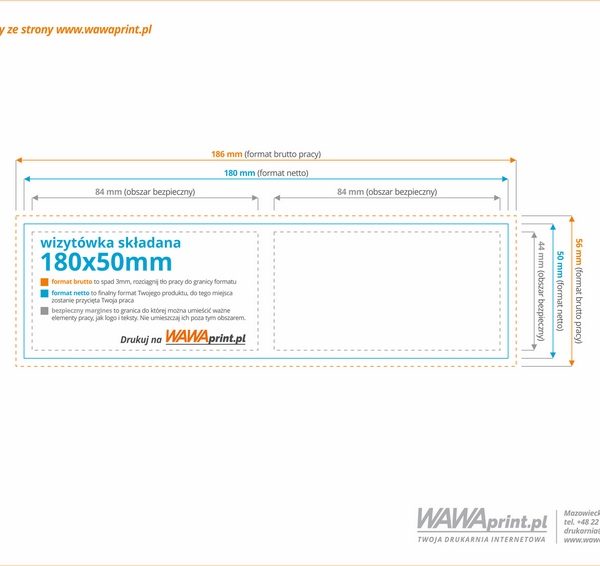 y ze strony www.wawaprint.pl
186 mm (format brutto pracy)
180 mm (format netto)
84 mm (obszar bezpieczny)
84 mm (obszar bezpieczny)
wizytówka składana
180x50mm
format brutto to spad 3mm, rozciągnij tło pracy do granicy formatu
format netto to finalny format Twojego produktu, do tego miejsca
zostanie przycięta Twoja praca
bezpieczny margines to granica do której można umieścić ważne
elementy pracy, jak logo i teksty. Nie umieszczaj ich poza tym obszarem.
Drukuj na WAWAprint.pl
44 mm (obszar
bezpieczny)
50 mm (format netto)
56 mm (format brutto
pracy)
WAWAprint.pl
TWOJA DRUKARNIA INTERNETOWA
Mazowieck
tel. +48 22
drukarnia@
www.wawa